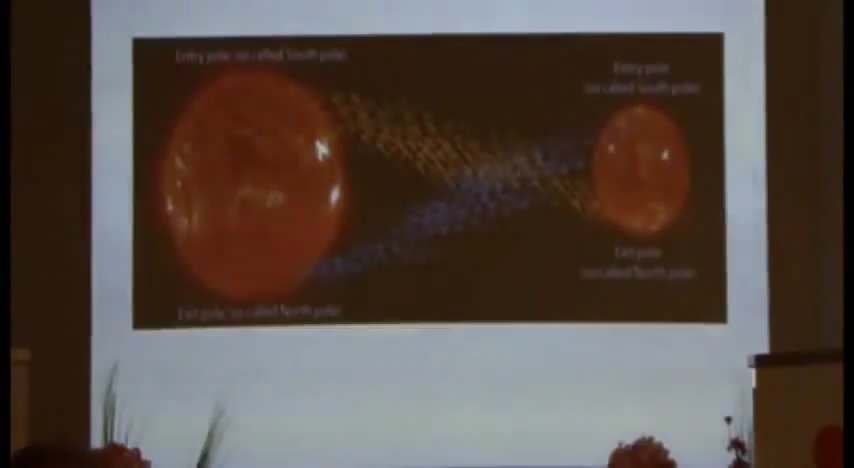 Entry pole (so called South pole)
Entry pole
(so called South pole)
Exit pole
(so called North pole)
Exit pole (so called North pole)